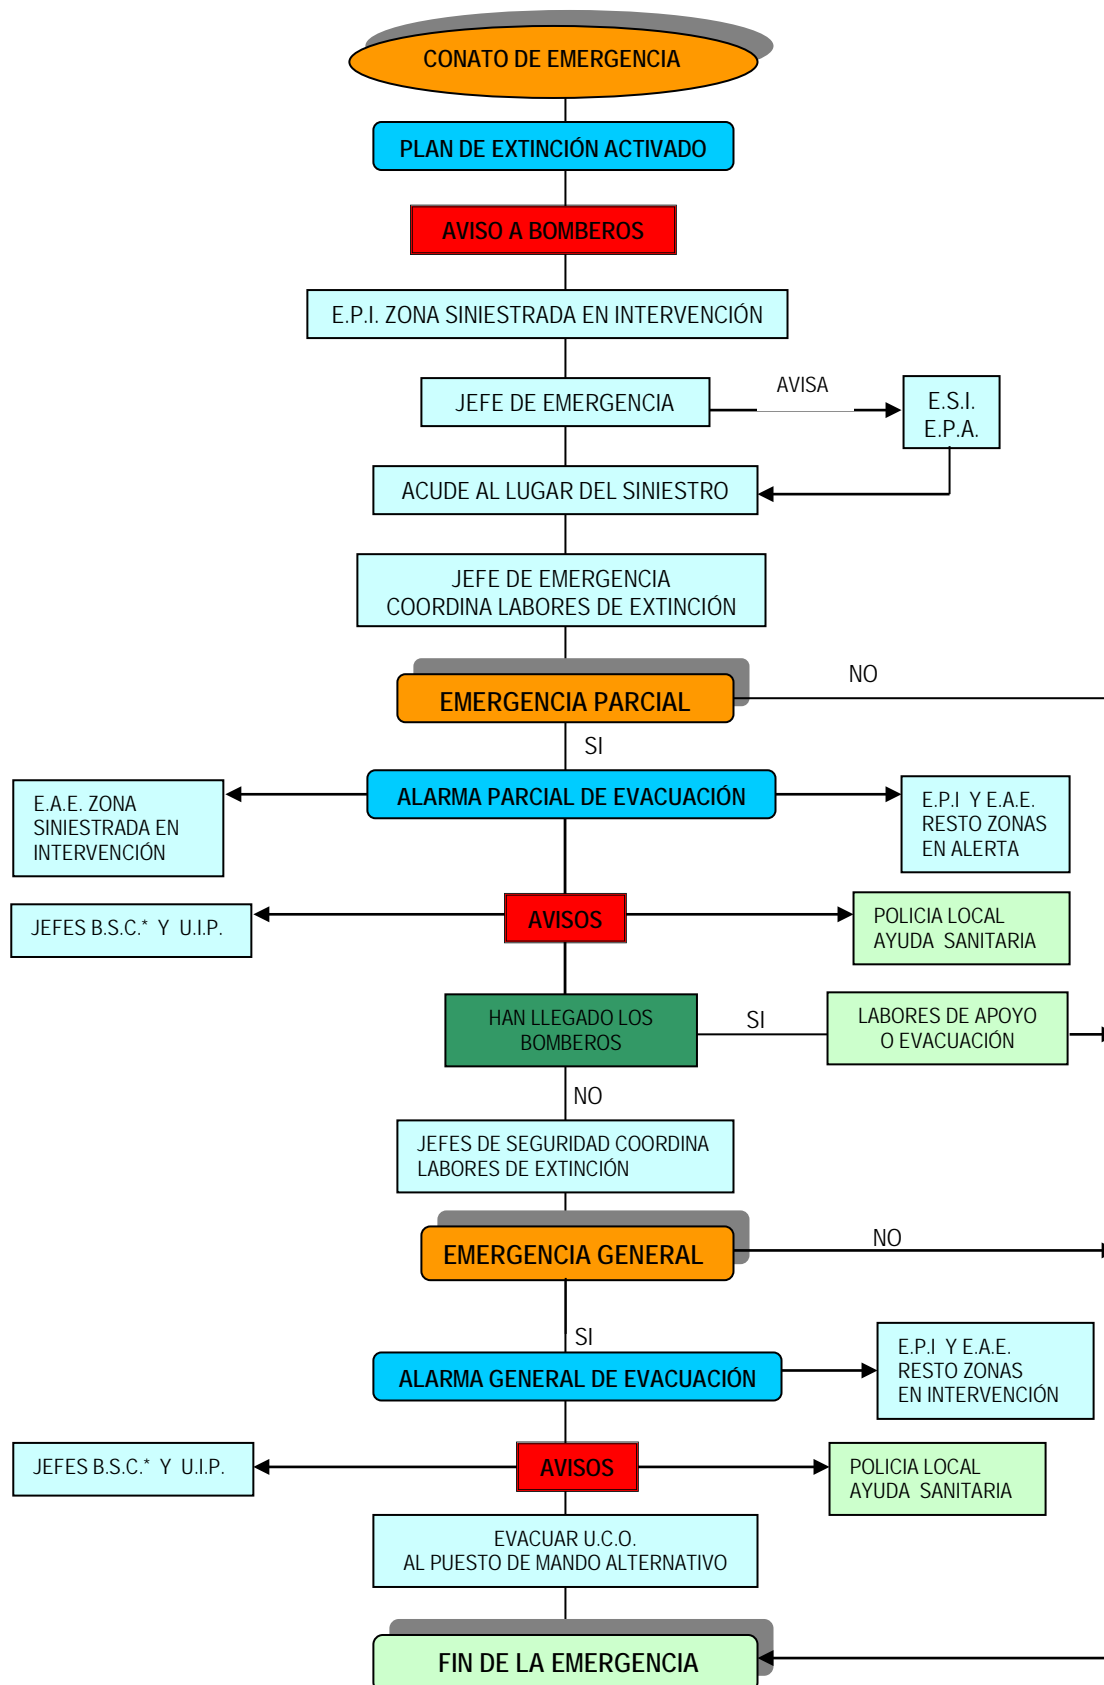 CONATO DE EMERGENCIA
PLAN DE EXTINCIÓN ACTIVADO
AVISO A BOMBEROS
E.P.I. ZONA SINIESTRADA EN INTERVENCIÓN
JEFE DE EMERGENCIA
AVISA
E.S.I.
E.P.A.
ACUDE AL LUGAR DEL SINIESTRO
JEFE DE EMERGENCIA
COORDINA LABORES DE EXTINCIÓN
EMERGENCIA PARCIAL
NO
SI
E.A.E. ZONA
SINIESTRADA EN
INTERVENCIÓN
ALARMA PARCIAL DE EVACUACIÓN
E.P.I Y E.A.E.
RESTO ZONAS
EN ALERTA
JEFES B.S.C.* Y U.I.P.
AVISOS
POLICIA LOCAL
AYUDA SANITARIA
HAN LLEGADO LOS
BOMBEROS
SI
LABORES DE APOYO
O EVACUACIÓN
NO
JEFES DE SEGURIDAD COORDINA
LABORES DE EXTINCIÓN
EMERGENCIA GENERAL
NO
SI
ALARMA GENERAL DE EVACUACIÓN
E.P.I Y E.A.E.
RESTO ZONAS
EN INTERVENCIÓN
JEFES B.S.C.* Y U.I.P.
AVISOS
POLICIA LOCAL
AYUDA SANITARIA
EVACUAR U.C.O.
AL PUESTO DE MANDO ALTERNATIVO
FIN DE LA EMERGENCIA